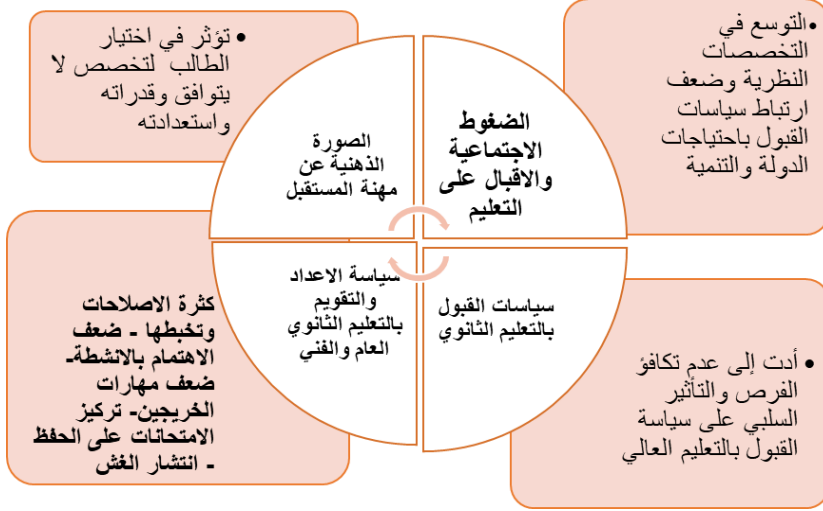 •التوسع في
التخصصات
النظرية وضعف
ارتباط سياسات
القبول باحتياجات
الدولة والتنمية
الضغوط
الاجتماعية
والاقبال على
التعليم
• تؤثر في اختيار
الطالب لتخصص لا
يتوافق وقدراته
واستعدادته
الصورة
الذهنية عن
مهنة المستقبل
سياسات القبول
بالتعليم الثانوي
• أدت إلى عدم تكافؤ
الفرص والتأثير
السلبي على سياسة
القبول بالتعليم العالي
سياسة الاعداد
والتقويم
بالتعليم الثانوي
العام والفني
كثرة الاصلاحات
وتخبطها - ضعف
الاهتمام بالانشطة-
ضعف مهارات
الخريجين- تركيز
الامتحانات على الحفظ
- انتشار الغش